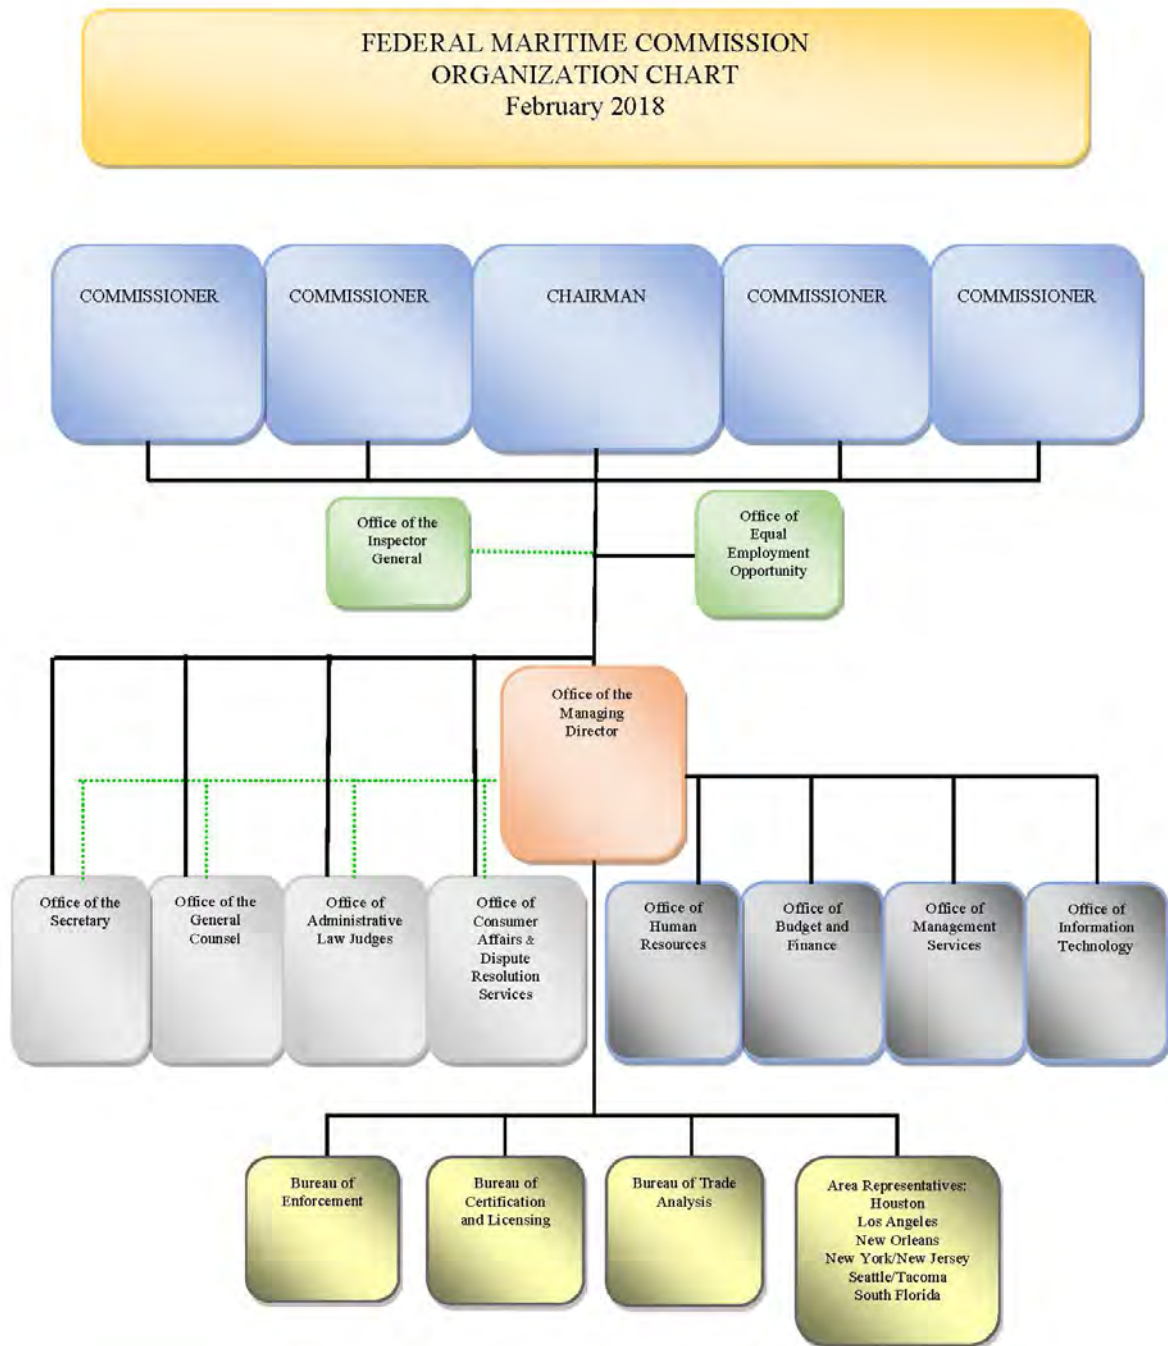 FEDERAL MARITIME COMMISSION
ORGANIZATION CHART
February 2018
COMMISSIONER
COMMISSIONER
CHAIRMAN
COMMISSIONER
COMMISSIONER
Office of the
Inspector
General
Office of
Equal
Employment
Opportunity
Office of the
Managing
Director
Office of the
Secretary
Office of the
General
Counsel
Office of
Administrative
Law Judges
Office of
Consumer
Affairs &
Dispute
Resolution
Services
Office of
Human
Resources
Office of
Budget and
Finance
Office of
Management
Services
Office of
Information
Technology
Bureau of
Enforcement
Bureau of
Certification
and Licensing
Bureau of Trade
Analysis
Area Representatives:
Houston
Los Angeles
New Orleans
New York/New Jersey
Seattle/Tacoma
South Florida